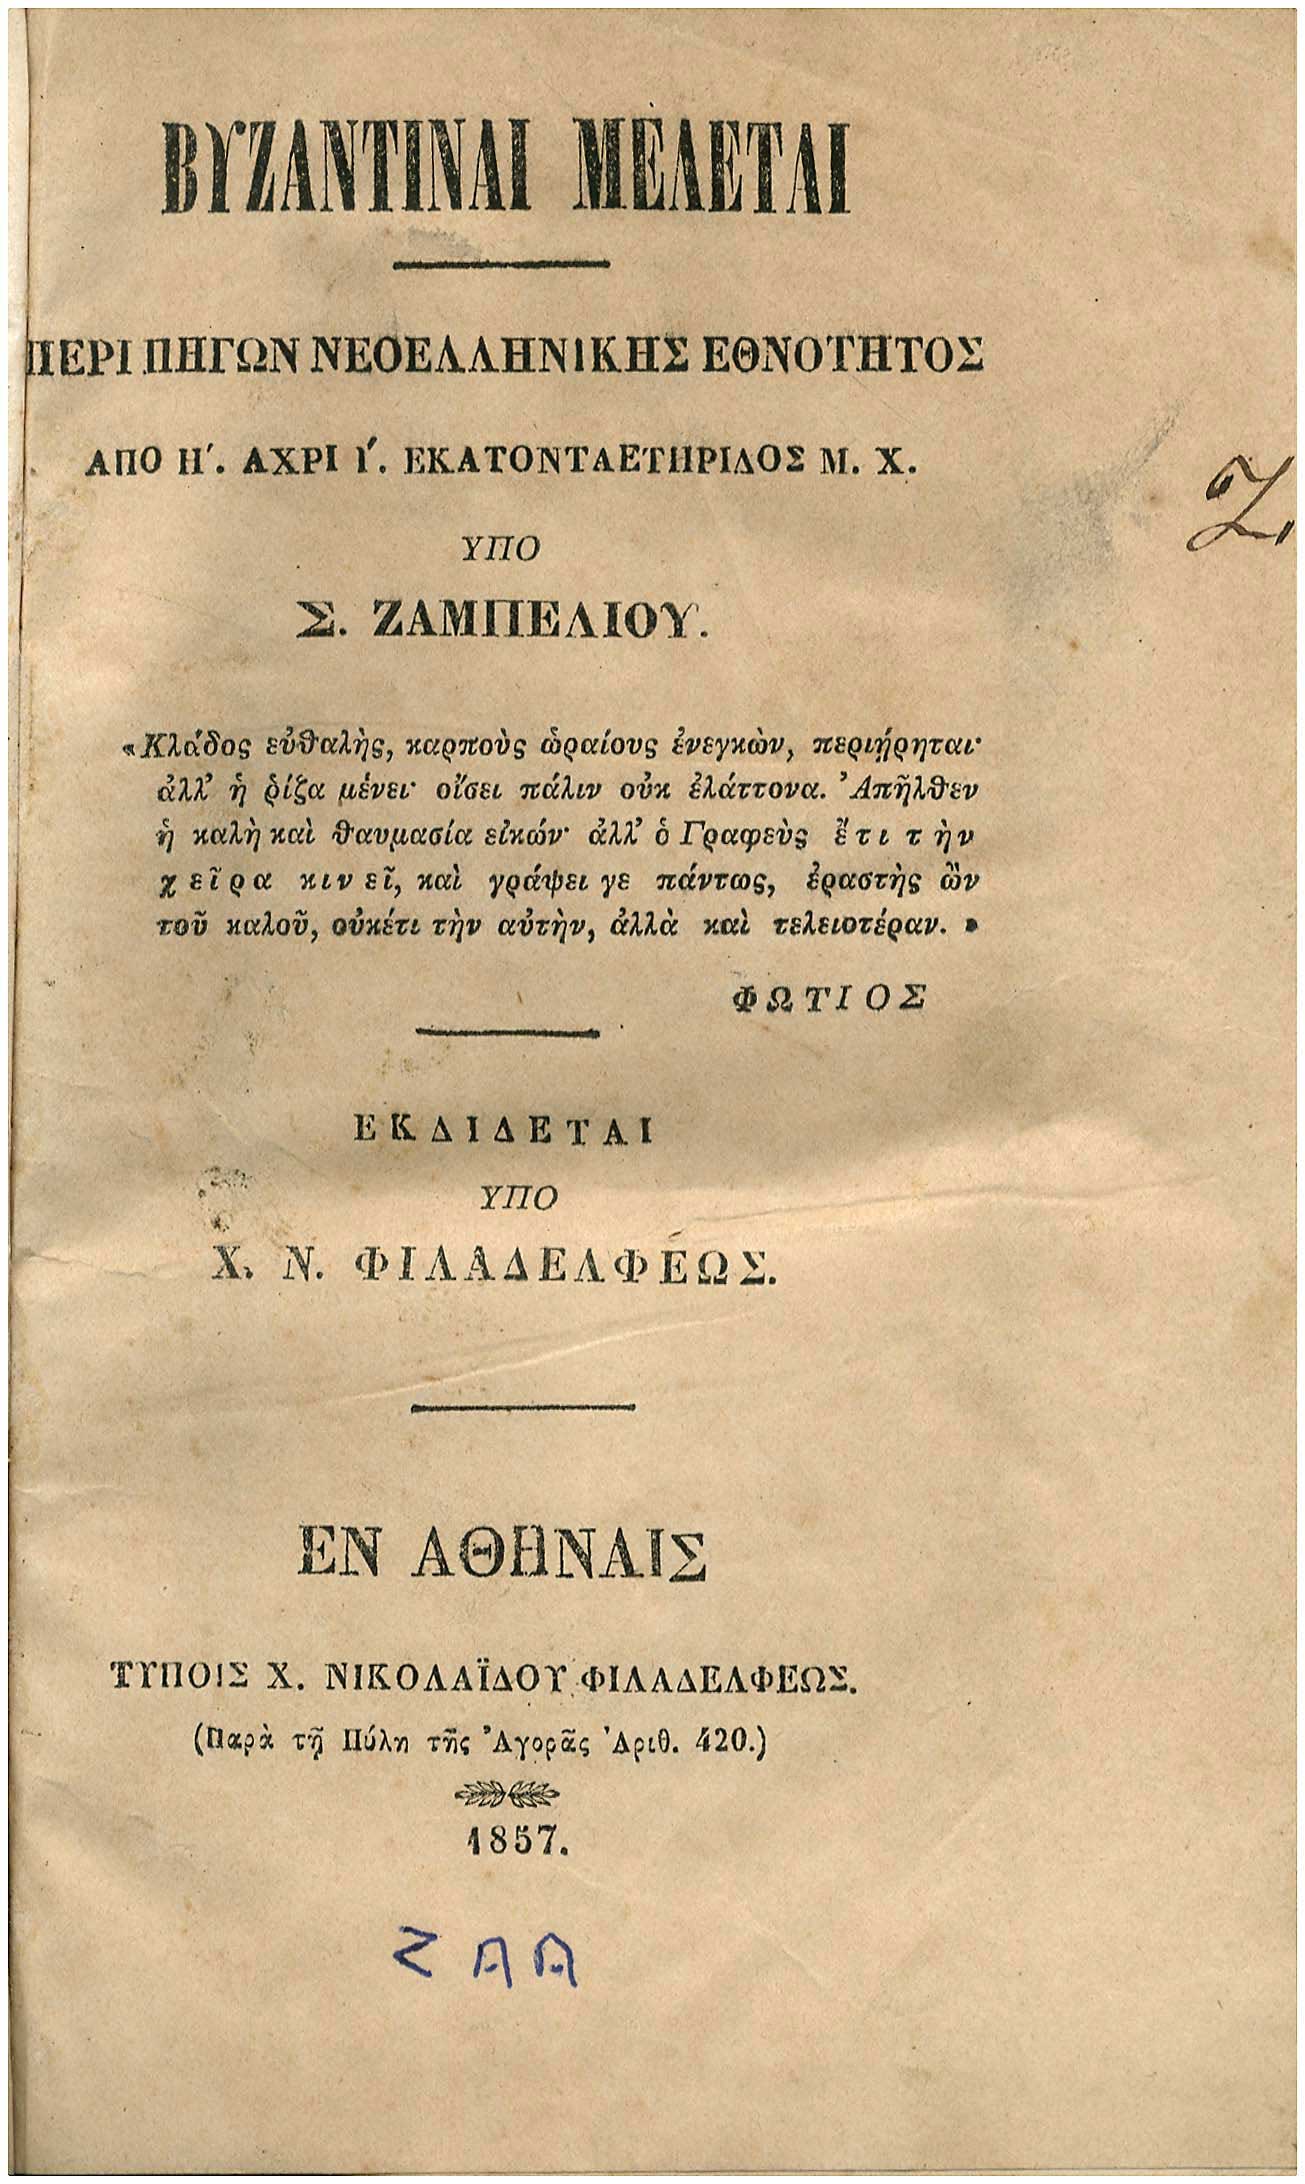 ΒΥΖΑΝΤΙΝΑΙ ΜΕΛΕΤΑΙ
ΠΕΡΙ ΠΗΓΩΝ ΝΕΟΕΛΛΗΝΙΚΗΣ ΕΘΝΟΤΗΤΟΣ
ΑΠΟ Η΄. ΑΧΡΙ Ι΄. ΕΚΑΤΟΝΤΑΕΤΗΡΙΔΟΣ Μ. Χ.
ΥΠΟ
Σ. ΖΑΜΠΕΛΙΟΥ.
Ζ,
«Κλάδος εὐθαλὴς, καρποὺς ὡραίους ἐνεγκὼν, περιῄρηται·
ἀλλ’ ἡ ῥίζα μένει· οἴσει πάλιν οὐκ ἐλάττονα. Ἀπῆλθεν
ἡ καλὴ καὶ θαυμασία εἰκών· ἀλλ’ ὁ Γραφεὺς ἔτι τὴν
χεῖρα κινεῖ, καὶ γράψει γε πάντως, ἐραστὴς ὢν
τοῦ καλοῦ, οὐκέτι τὴν αὐτὴν, ἀλλὰ καὶ τελειοτέραν.»
ΦΩΤΙΟΣ
ΕΚΔΙΔΕΤΑΙ
ΥΠΟ
Χ. Ν. ΦΙΛΑΔΕΛΦΕΩΣ.
ΕΝ ΑΘΗΝΑΙΣ
ΤΥΠΟΙΣ Χ. ΝΙΚΟΛΑΪΔΟΥ ΦΙΛΑΔΕΛΦΕΩΣ.
(Παρὰ τῇ Πύλη τῆς Ἀγορᾶς Ἀριθ. 420.)
1857.
Ζ Α Α